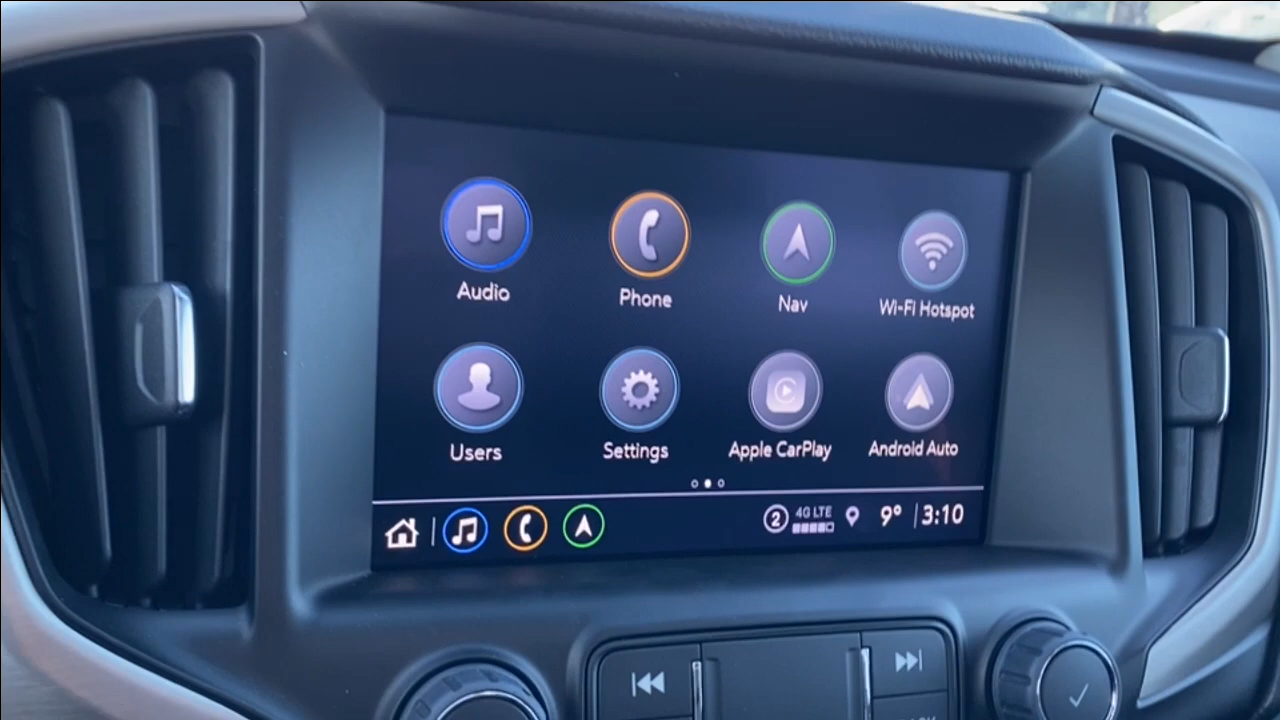 Audio
Phone
Nav
Wi-Fi Hotspot
Users
Settings
Apple CarPlay
Android Auto
2
4G LTE
9°
3:10